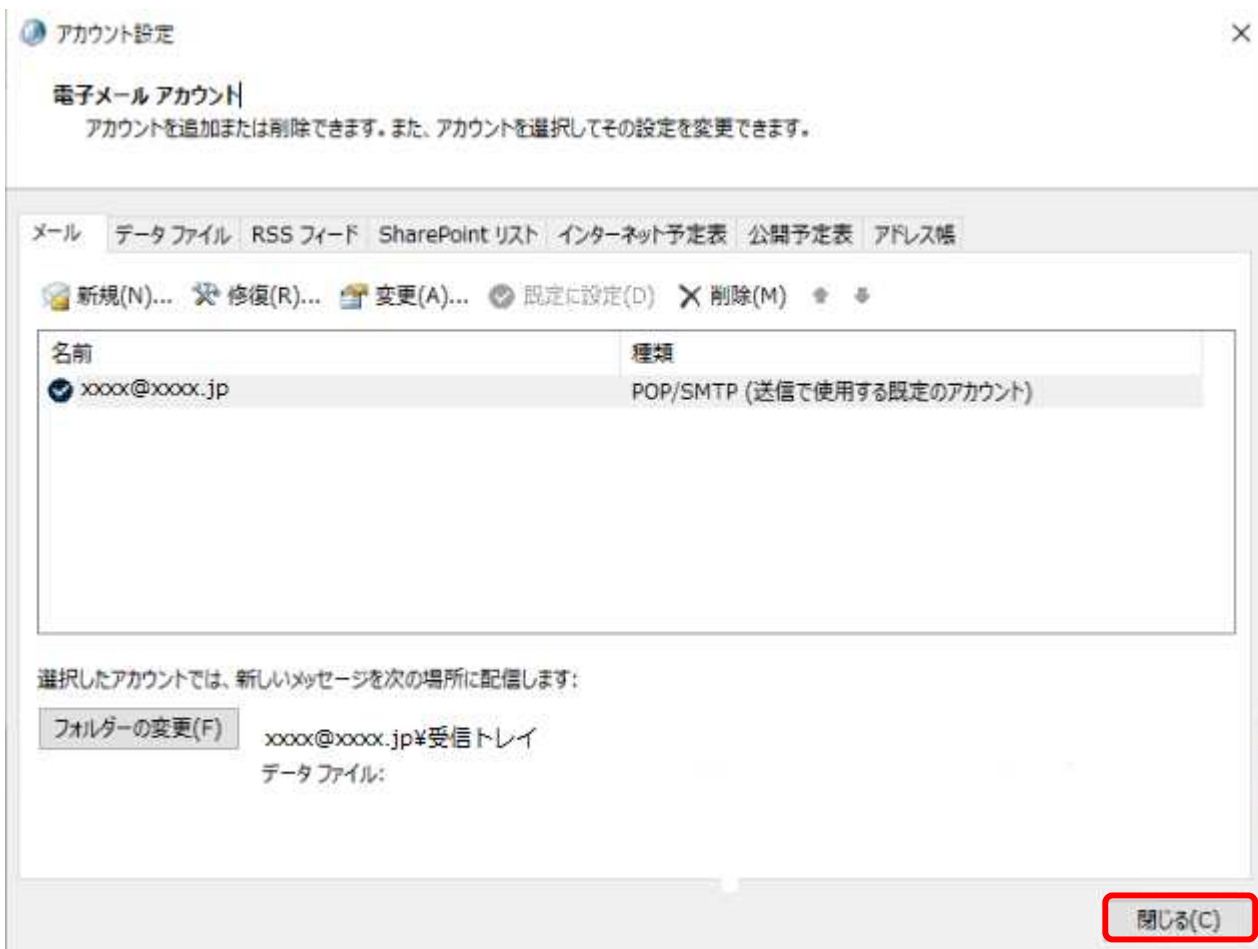 アカウント設定
電子メール アカウント
アカウントを追加または削除できます。また、アカウントを選択してその設定を変更できます。
メール データ ファイル RSS フィード SharePoint リスト インターネット予定表 公開予定表 アドレス帳
新規(N)... 修復(R)... 変更(A)... 既定に設定(D) 削除(M)
名前 種類
xxxx@xxxx.jp POP/SMTP (送信で使用する既定のアカウント)
選択したアカウントでは、新しいメッセージを次の場所に配信します:
フォルダーの変更(F) xxxx@xxxx.jp¥受信トレイ
データ ファイル:
閉じる(C)